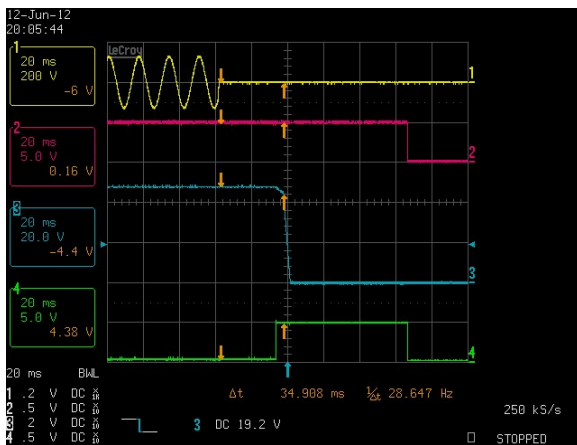 12-Jun-12
20:05:44
LeCroy
1
20 ms
200 V
-6 V
1
2
20 ms
5.0 V
0.16 V
2
3
20 ms
20.0 V
-4.4 V
3
4
20 ms
5.0 V
4.38 V
4
20 ms BWL
1 .2 V DC
2 .5 V DC
3 2 V DC
4 .5 V DC
Δt 34.908 ms 1/Δt 28.647 Hz
3 DC 19.2 V
250 kS/s
STOPPED